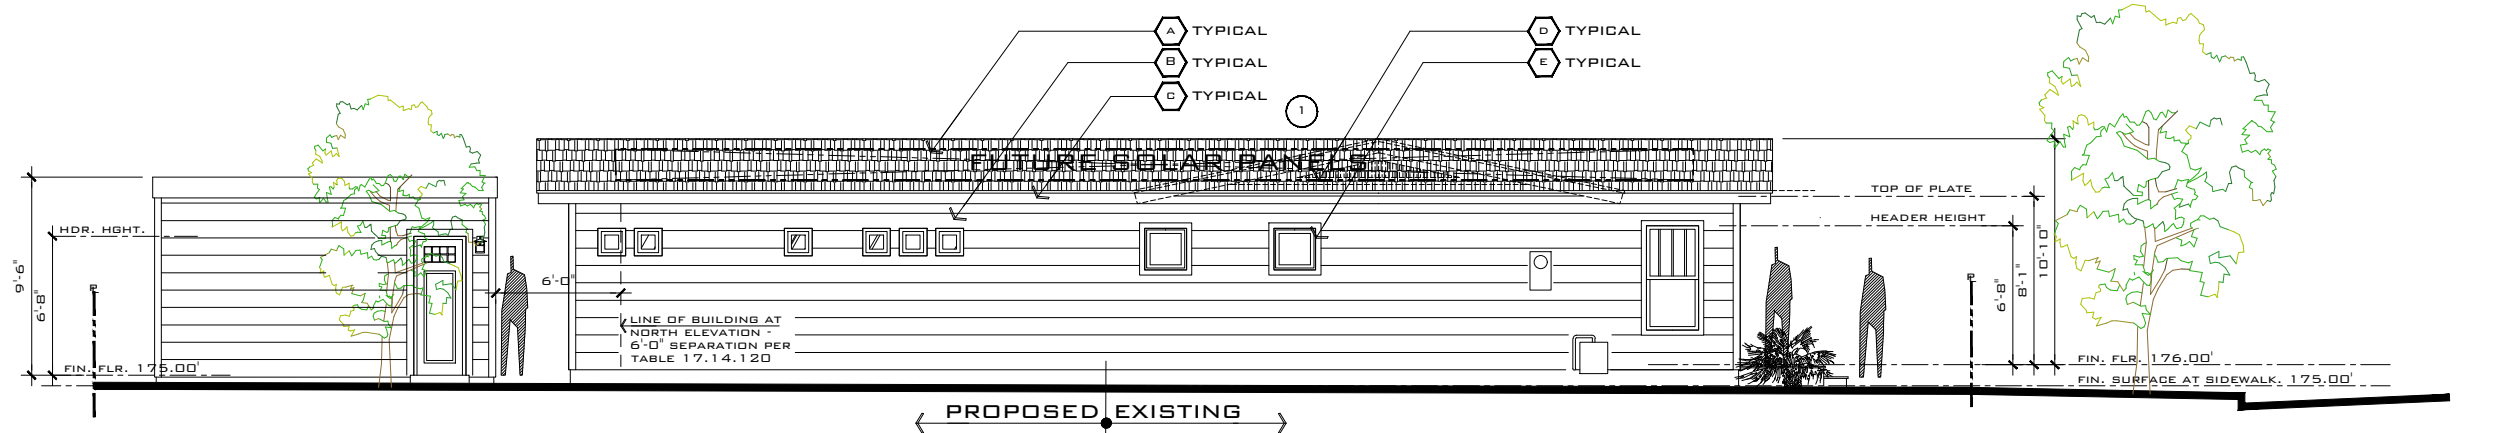 A TYPICAL
B TYPICAL
C TYPICAL
D TYPICAL
E TYPICAL
1
FUTURE SOLAR PANELS
TOP OF PLATE
HEADER HEIGHT
HDR. HGHT.
9'-6"
6'-8"
6'-0"
6'-8"
8'-1"
10'-10"
LINE OF BUILDING AT
NORTH ELEVATION -
6'-0" SEPARATION PER
TABLE 17.14.120
FIN. FLR. 175.00'
FIN. FLR. 176.00'
FIN. SURFACE AT SIDEWALK. 175.00'
PROPOSED EXISTING